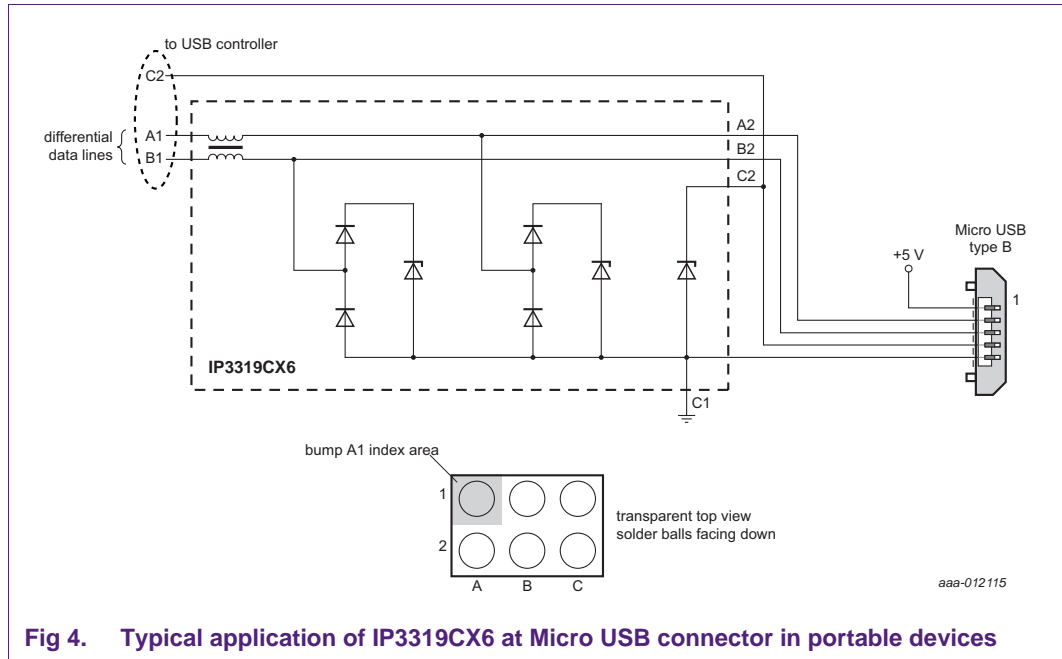 to USB controller
C2
differential
data lines
A1
B1
A2
B2
C2
Micro USB
type B
+5 V
1
IP3319CX6
C1
bump A1 index area
1
2
transparent top view
solder balls facing down
A B C
aaa-012115
Fig 4. Typical application of IP3319CX6 at Micro USB connector in portable devices